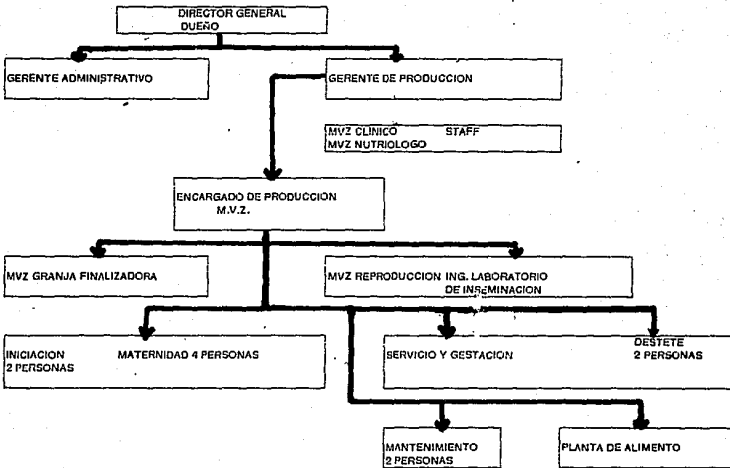 DIRECTOR GENERAL
DUEÑO
GERENTE ADMINISTRATIVO
GERENTE DE PRODUCCION
MVZ CLINICO STAFF
MVZ NUTRIOLOGO
ENCARGADO DE PRODUCCION
M.V.Z.
MVZ GRANJA FINALIZADORA
MVZ REPRODUCCION ING. LABORATORIO
DE INSEMINACION
INICIACION MATERNIDAD 4 PERSONAS
2 PERSONAS
DESTETE
SERVICIO Y GESTACION 2 PERSONAS
MANTENIMIENTO
2 PERSONAS
PLANTA DE ALIMENTO